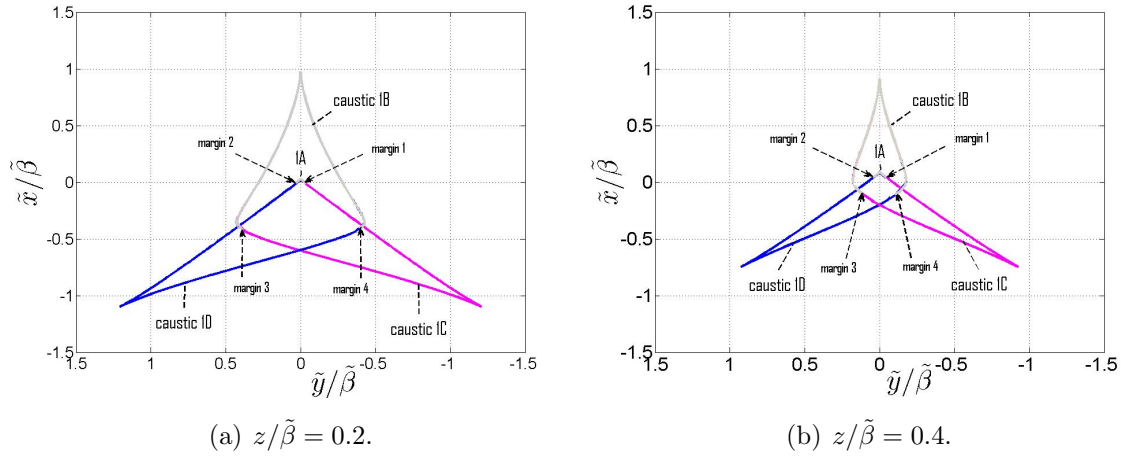 1.5
1
0.5
0
-0.5
-1
-1.5
1.5
1
0.5
0
-0.5
-1
-1.5
x̃/β̃
ỹ/β̃
caustic 1B
margin 2
1A
margin 1
margin 3
margin 4
caustic 1D
caustic 1C
(a) z/β̃ = 0.2.
1.5
1
0.5
0
-0.5
-1
-1.5
1.5
1
0.5
0
-0.5
-1
-1.5
x̃/β̃
ỹ/β̃
caustic 1B
margin 2
1A
margin 1
margin 3
margin 4
caustic 1D
caustic 1C
(b) z/β̃ = 0.4.